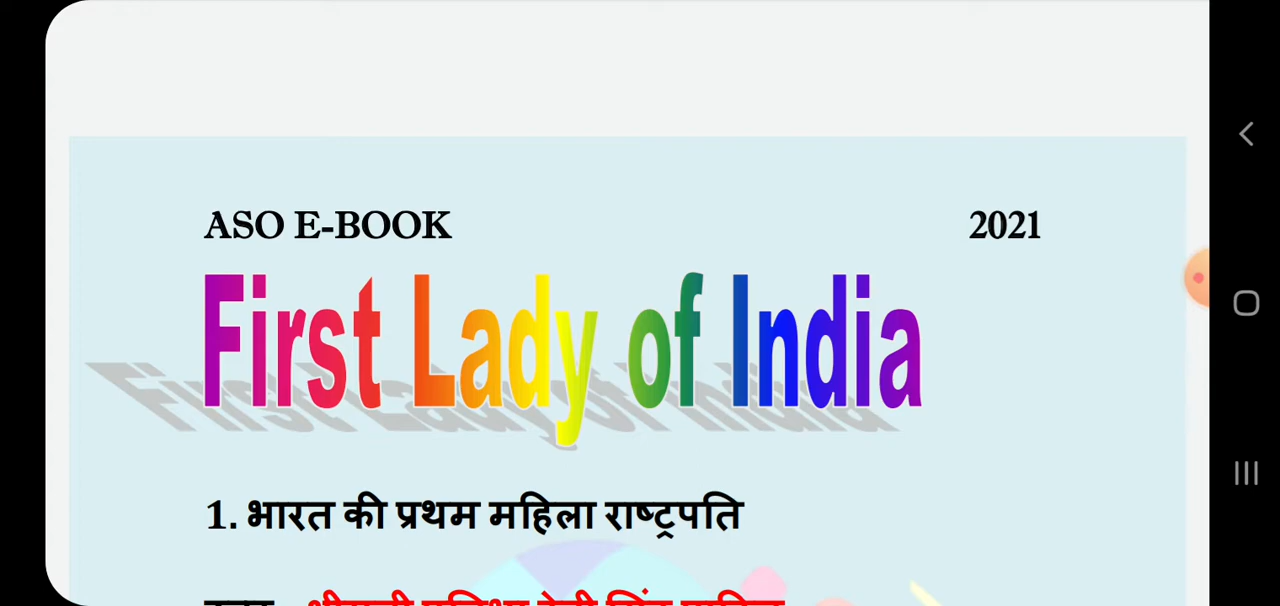 ASO E-BOOK 2021
First Lady of India
1. भारत की प्रथम महिला राष्ट्रपति